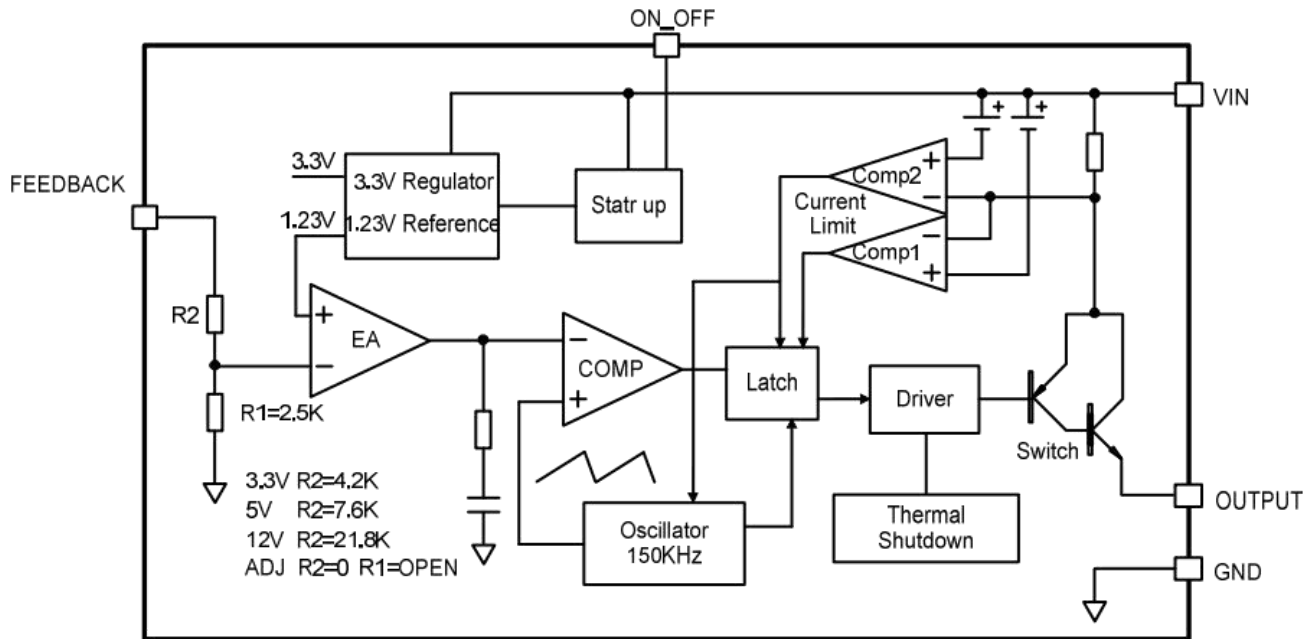 ON_OFF
VIN
FEEDBACK
3.3V
3.3V Regulator
1.23V
1.23V Reference
Statr up
+
+
+
Comp2
−
Current
Limit
−
Comp1
+
R2
+
EA
−
R1=2.5K
−
COMP
+
Latch
Driver
Switch
3.3V R2=4.2K
5V R2=7.6K
12V R2=21.8K
ADJ R2=0 R1=OPEN
Oscillator
150KHz
Thermal
Shutdown
OUTPUT
GND